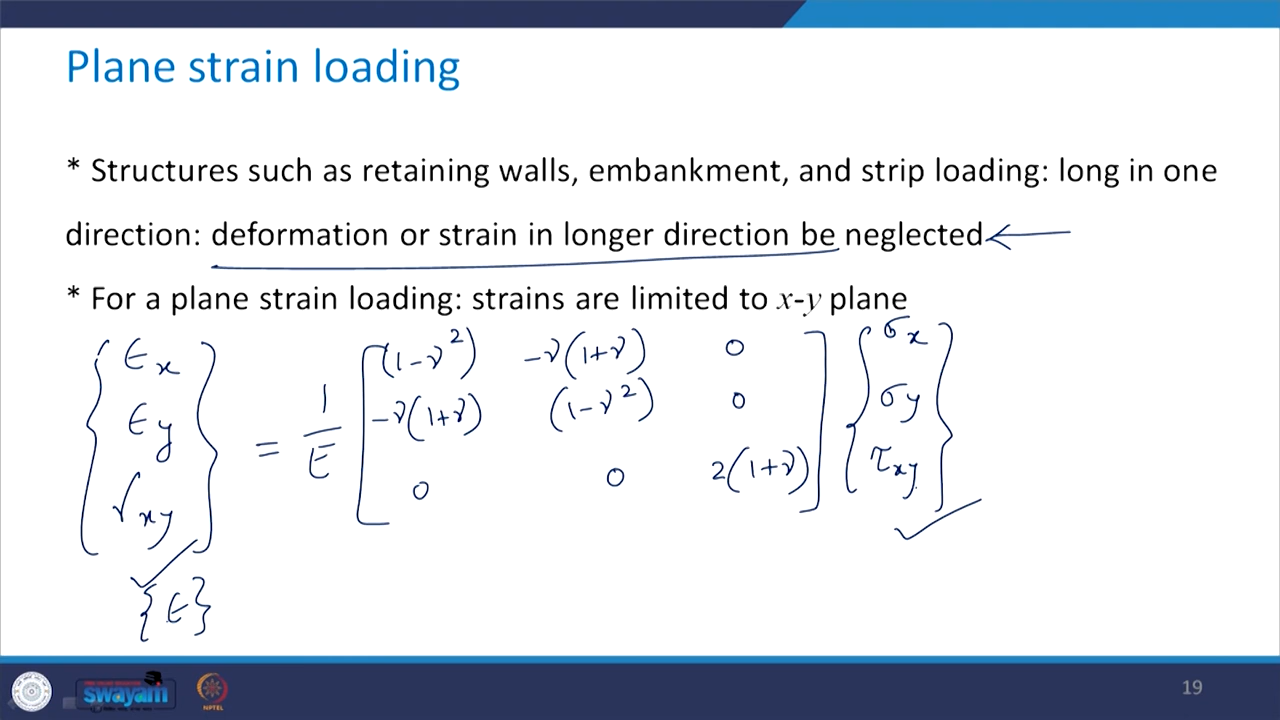 Plane strain loading
* Structures such as retaining walls, embankment, and strip loading: long in one
direction: deformation or strain in longer direction be neglected
* For a plane strain loading: strains are limited to x-y plane
{ϵx ϵy γxy} = 1/E [(1-ν²) -ν(1+ν) 0
-ν(1+ν) (1-ν²) 0
0 0 2(1+ν)] {σx σy τxy}
{ϵ}
swayam
NPTEL
19